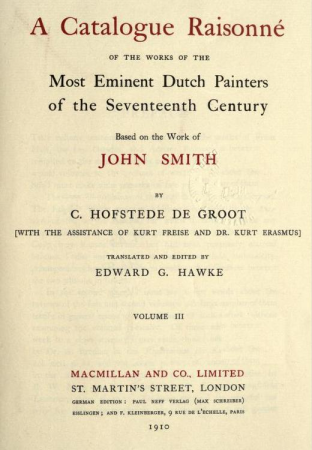 A Catalogue Raisonné
OF THE WORKS OF THE
Most Eminent Dutch Painters
of the Seventeenth Century
Based on the Work of
JOHN SMITH
BY
C. HOFSTEDE DE GROOT
[WITH THE ASSISTANCE OF KURT FREISE AND DR. KURT ERASMUS]
TRANSLATED AND EDITED BY
EDWARD G. HAWKE
VOLUME III
MACMILLAN AND CO., LIMITED
ST. MARTIN'S STREET, LONDON
GERMAN EDITION: PAUL NEFF VERLAG (MAX SCHREIBER)
ESLINGEN; AND F. KLEINBERGER, 9 RUE DE L'ECHELLE, PARIS
1910